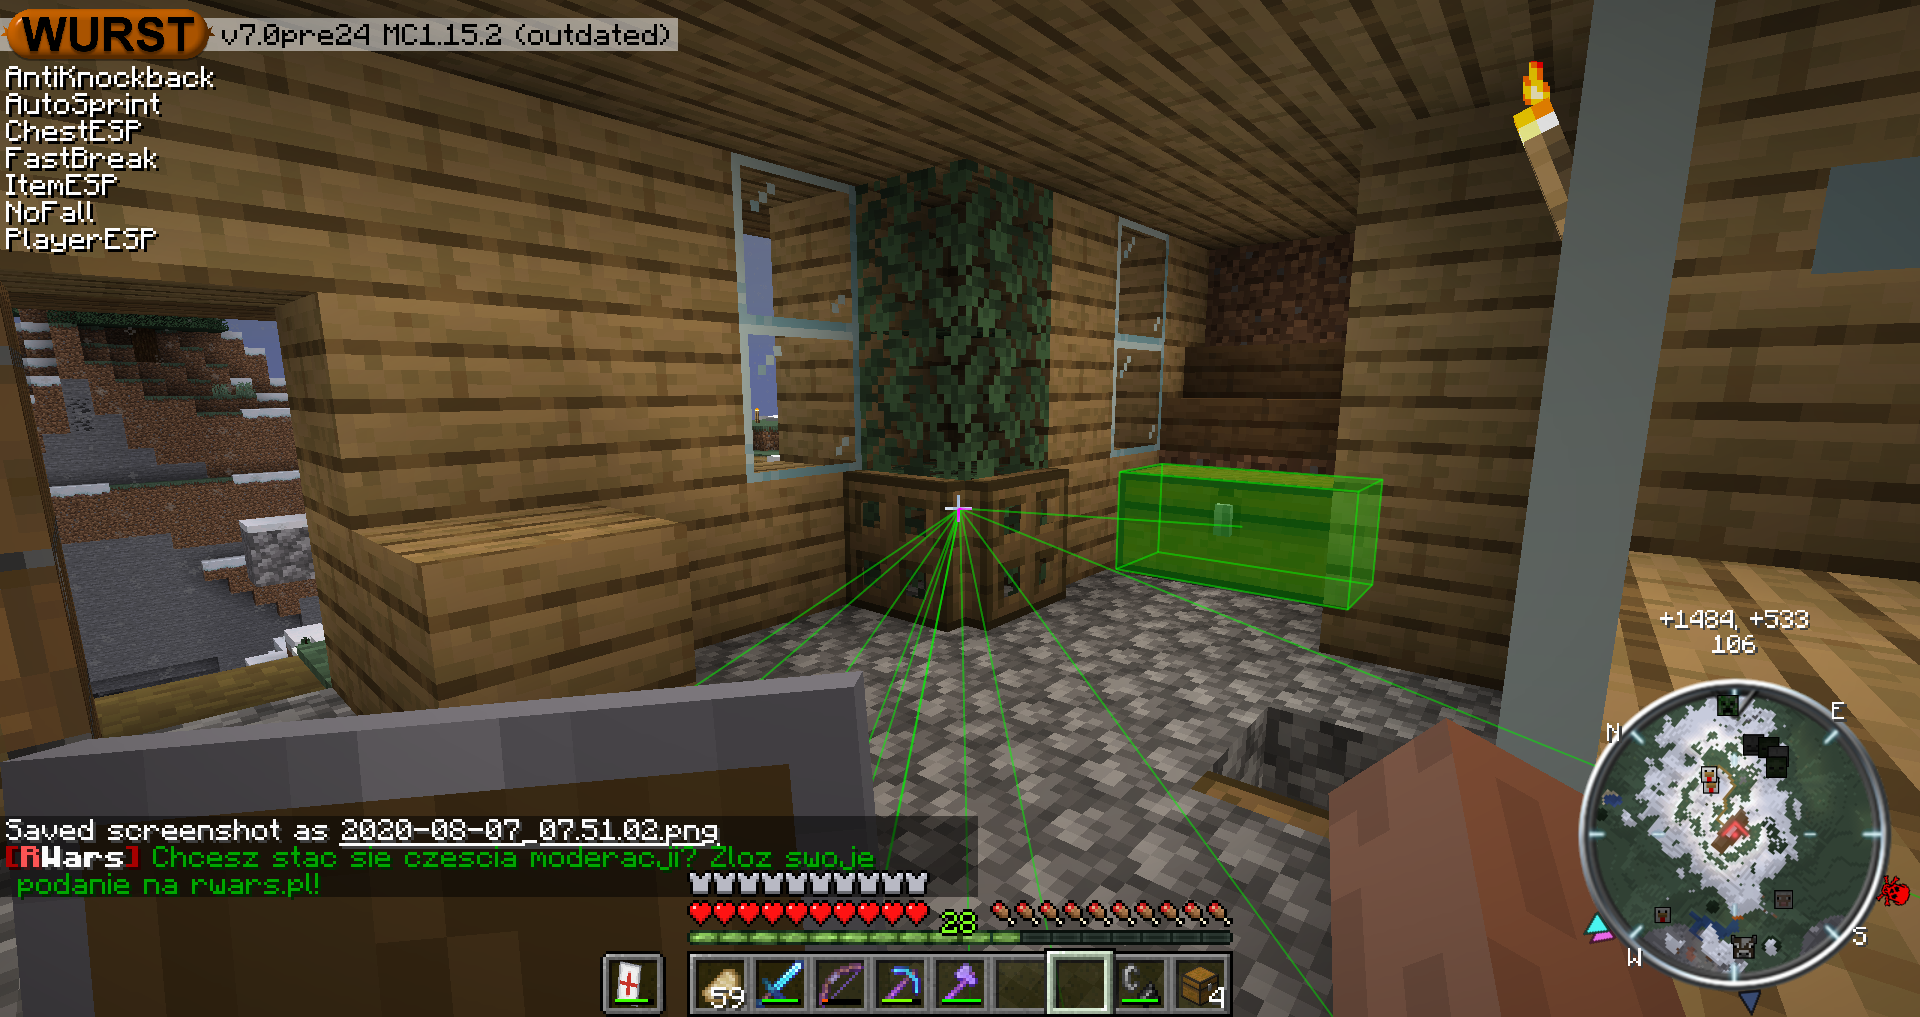 WURST v7.0pre24 MC1.15.2 (outdated)
AntiKnockback
AutoSprint
ChestESP
FastBreak
ItemESP
NoFall
PlayerESP
+1484, +533
106
N
E
S
W
Saved screenshot as 2020-08-07_07.51.02.png
[RWars] Chcesz stac sie czescia moderacji? Zloz swoje
podanie na rwars.pl!
28
59
4